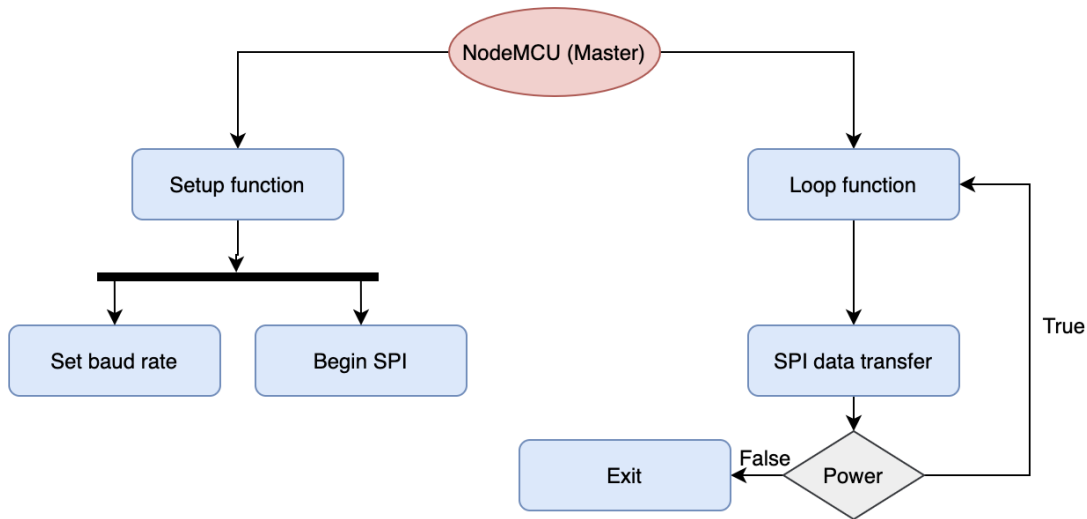 NodeMCU (Master)
Setup function
Loop function
True
Set baud rate
Begin SPI
SPI data transfer
False
Exit
Power